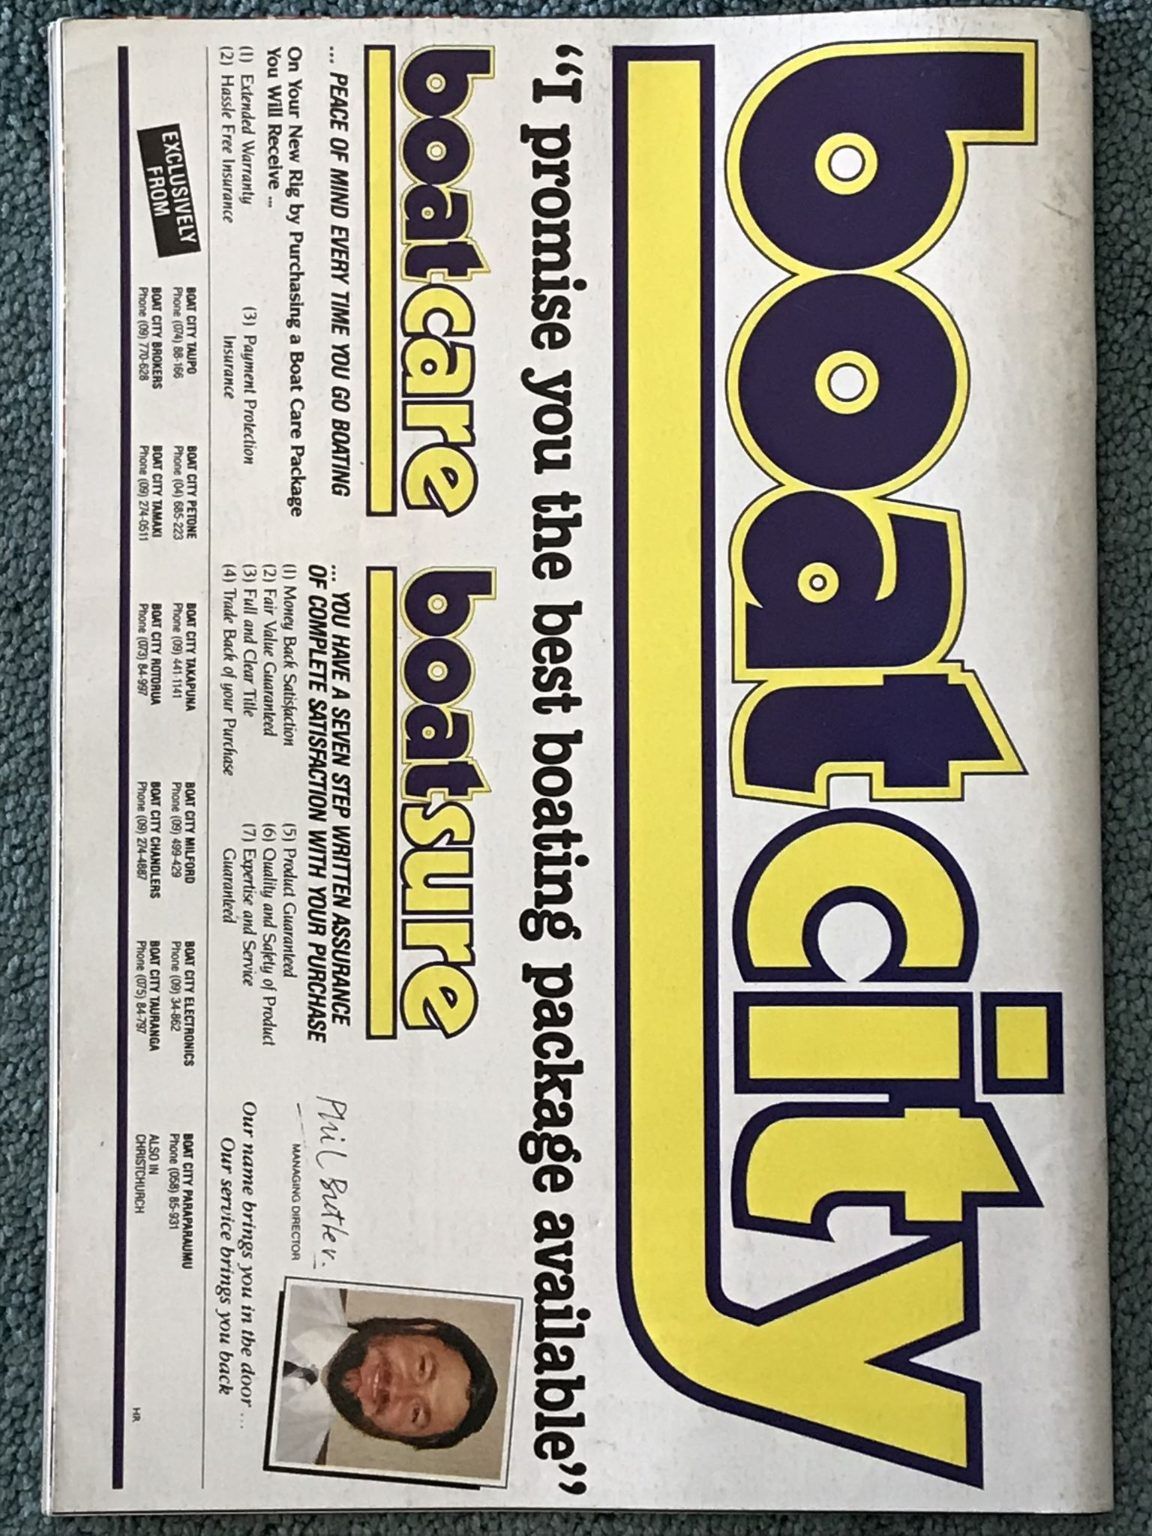 boatcity
“I promise you the best boating package available”
boatcare
... PEACE OF MIND EVERY TIME YOU GO BOATING
On Your New Rig by Purchasing a Boat Care Package
You Will Receive ...
(1) Extended Warranty
(2) Hassle Free Insurance
(3) Payment Protection
Insurance
boatsure
... YOU HAVE A SEVEN STEP WRITTEN ASSURANCE
OF COMPLETE SATISFACTION WITH YOUR PURCHASE
(1) Money Back Satisfaction
(2) Fair Value Guaranteed
(3) Full and Clear Title
(4) Trade Back of your Purchase
(5) Product Guaranteed
(6) Quality and Safety of Product
(7) Expertise and Service
Guaranteed
Phil Butler.
MANAGING DIRECTOR
Our name brings you in the door ...
Our service brings you back
EXCLUSIVELY
FROM
BOAT CITY TAUPO
Phone (074) 88-166
BOAT CITY BROKERS
Phone (09) 770-628
BOAT CITY PETONE
Phone (04) 685-223
BOAT CITY TAMAKI
Phone (09) 274-0511
BOAT CITY TAKAPUNA
Phone (09) 441-1141
BOAT CITY ROTORUA
Phone (073) 84-997
BOAT CITY MILFORD
Phone (09) 499-429
BOAT CITY CHANDLERS
Phone (09) 274-4887
BOAT CITY ELECTRONICS
Phone (09) 34-862
BOAT CITY TAURANGA
Phone (075) 84-797
BOAT CITY PARAPARAUMU
Phone (058) 85-931
ALSO IN
CHRISTCHURCH
HR